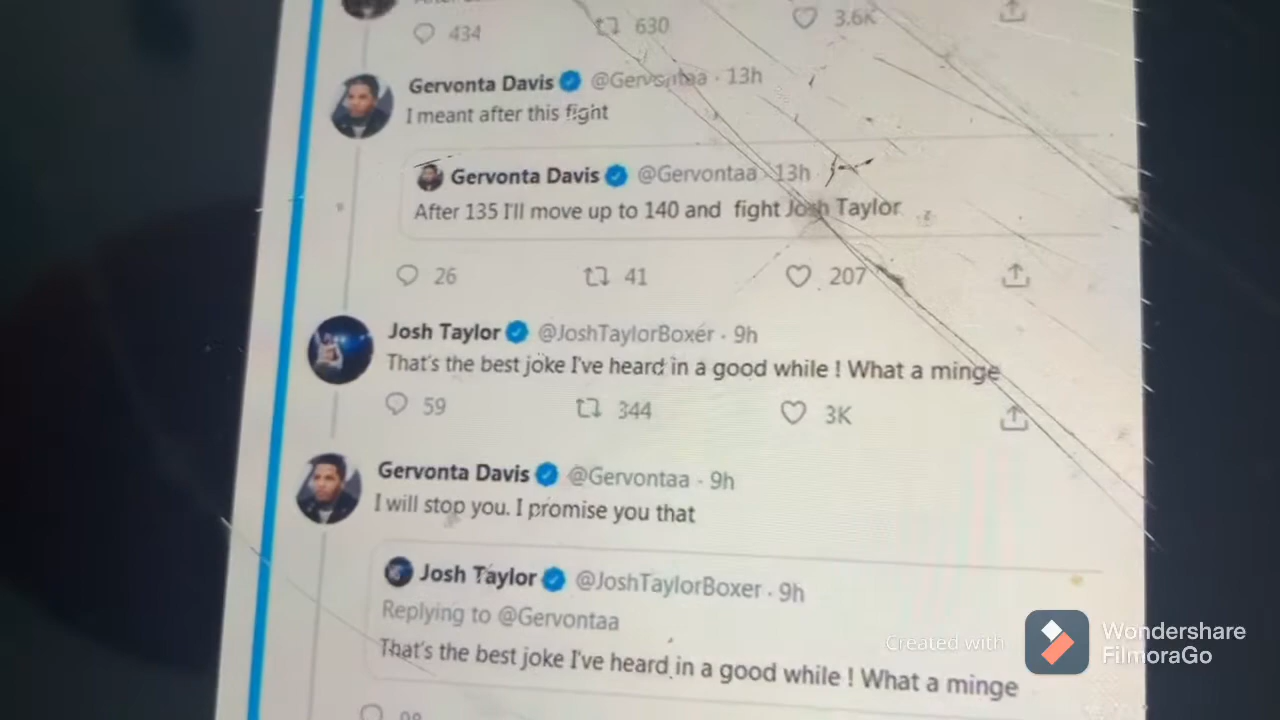 434 630 3.6K
Gervonta Davis @Gervontaa · 13h
I meant after this fight
Gervonta Davis @Gervontaa · 13h
After 135 I'll move up to 140 and fight Josh Taylor
26 41 207
Josh Taylor @JoshTaylorBoxer · 9h
That's the best joke I've heard in a good while ! What a minge
59 344 3K
Gervonta Davis @Gervontaa · 9h
I will stop you. I promise you that
Josh Taylor @JoshTaylorBoxer · 9h
Replying to @Gervontaa
That's the best joke I've heard in a good while ! What a minge
Created with Wondershare
FilmoraGo